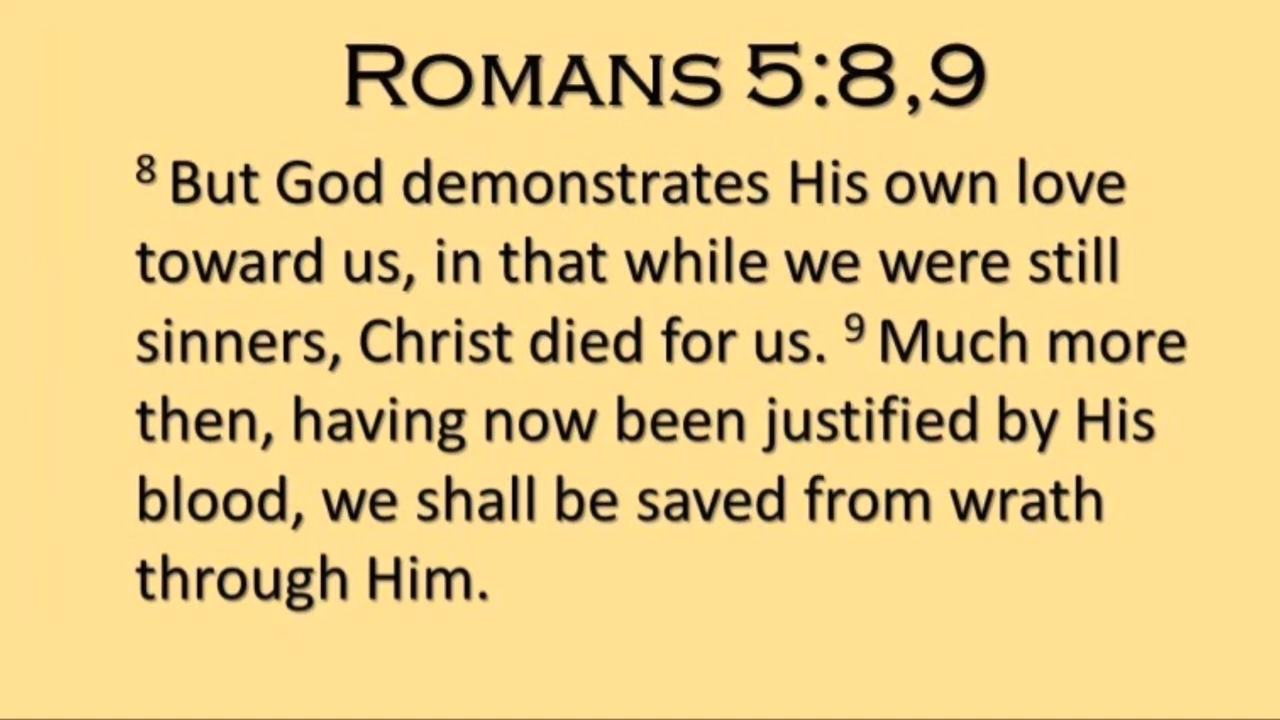 Romans 5:8,9
8 But God demonstrates His own love
toward us, in that while we were still
sinners, Christ died for us. 9 Much more
then, having now been justified by His
blood, we shall be saved from wrath
through Him.